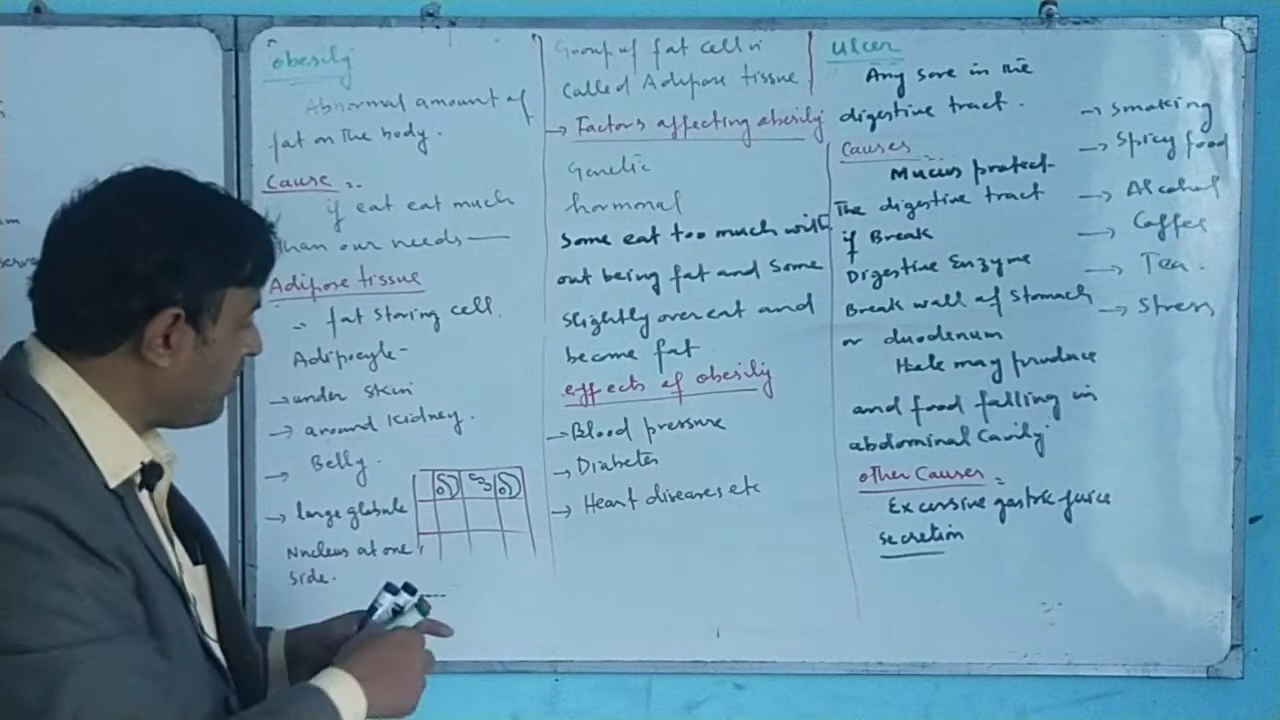 obesity
Abnormal amount of
fat on the body.
Cause :-
if eat eat much
than our needs —
Adipose tissue
→ fat storing cell.
Adipocyte -
→ under skin
→ around kidney.
→ Belly.
→ large globule
Nucleus at one
side.
Group of fat cell is
called Adipose tissue
→ Factors affecting obesity
Genetic
hormonal
some eat too much with
out being fat and some
slightly over eat and
become fat
effects of obesity
→ Blood pressure
→ Diabetes
→ Heart diseases etc
ulcer
Any sore in the
digestive tract.
Causes :-
Mucus protect
The digestive tract
if Break
Digestive Enzyme
Break wall of stomach
or duodenum
Hole may produce
and food falling in
abdominal cavity
other Causes :
Excessive gastric juice
secretion
→ smoking
→ Spicy food
→ Alcohol
→ Coffee
→ Tea.
→ Stress